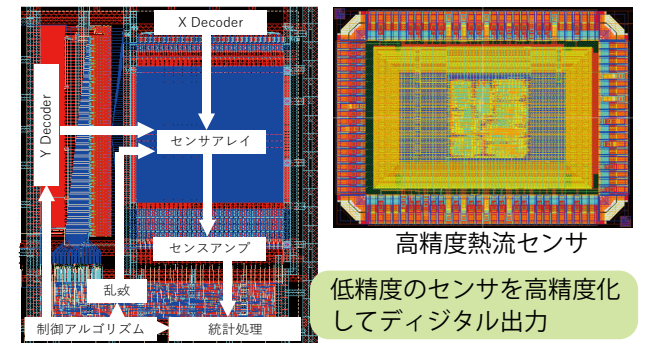 X Decoder
Y Decoder
センサアレイ
センスアンプ
乱数
制御アルゴリズム
統計処理
高精度熱流センサ
低精度のセンサを高精度化
してディジタル出力